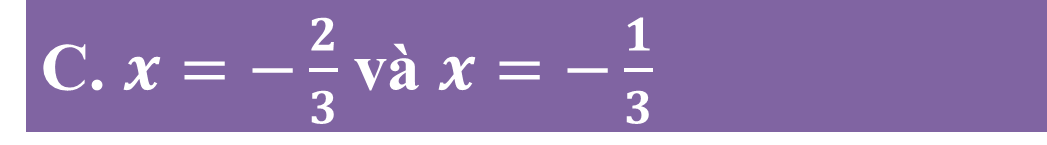 C. x = −2/3 và x = −1/3